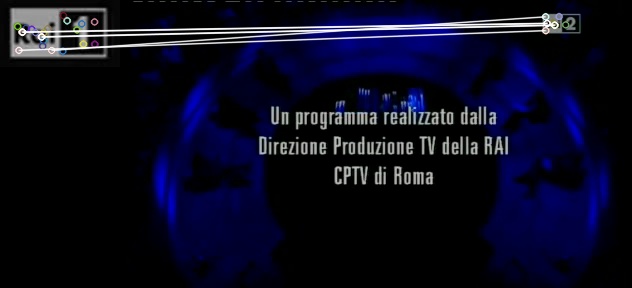 Un programma realizzato dalla
Direzione Produzione TV della RAI
CPTV di Roma